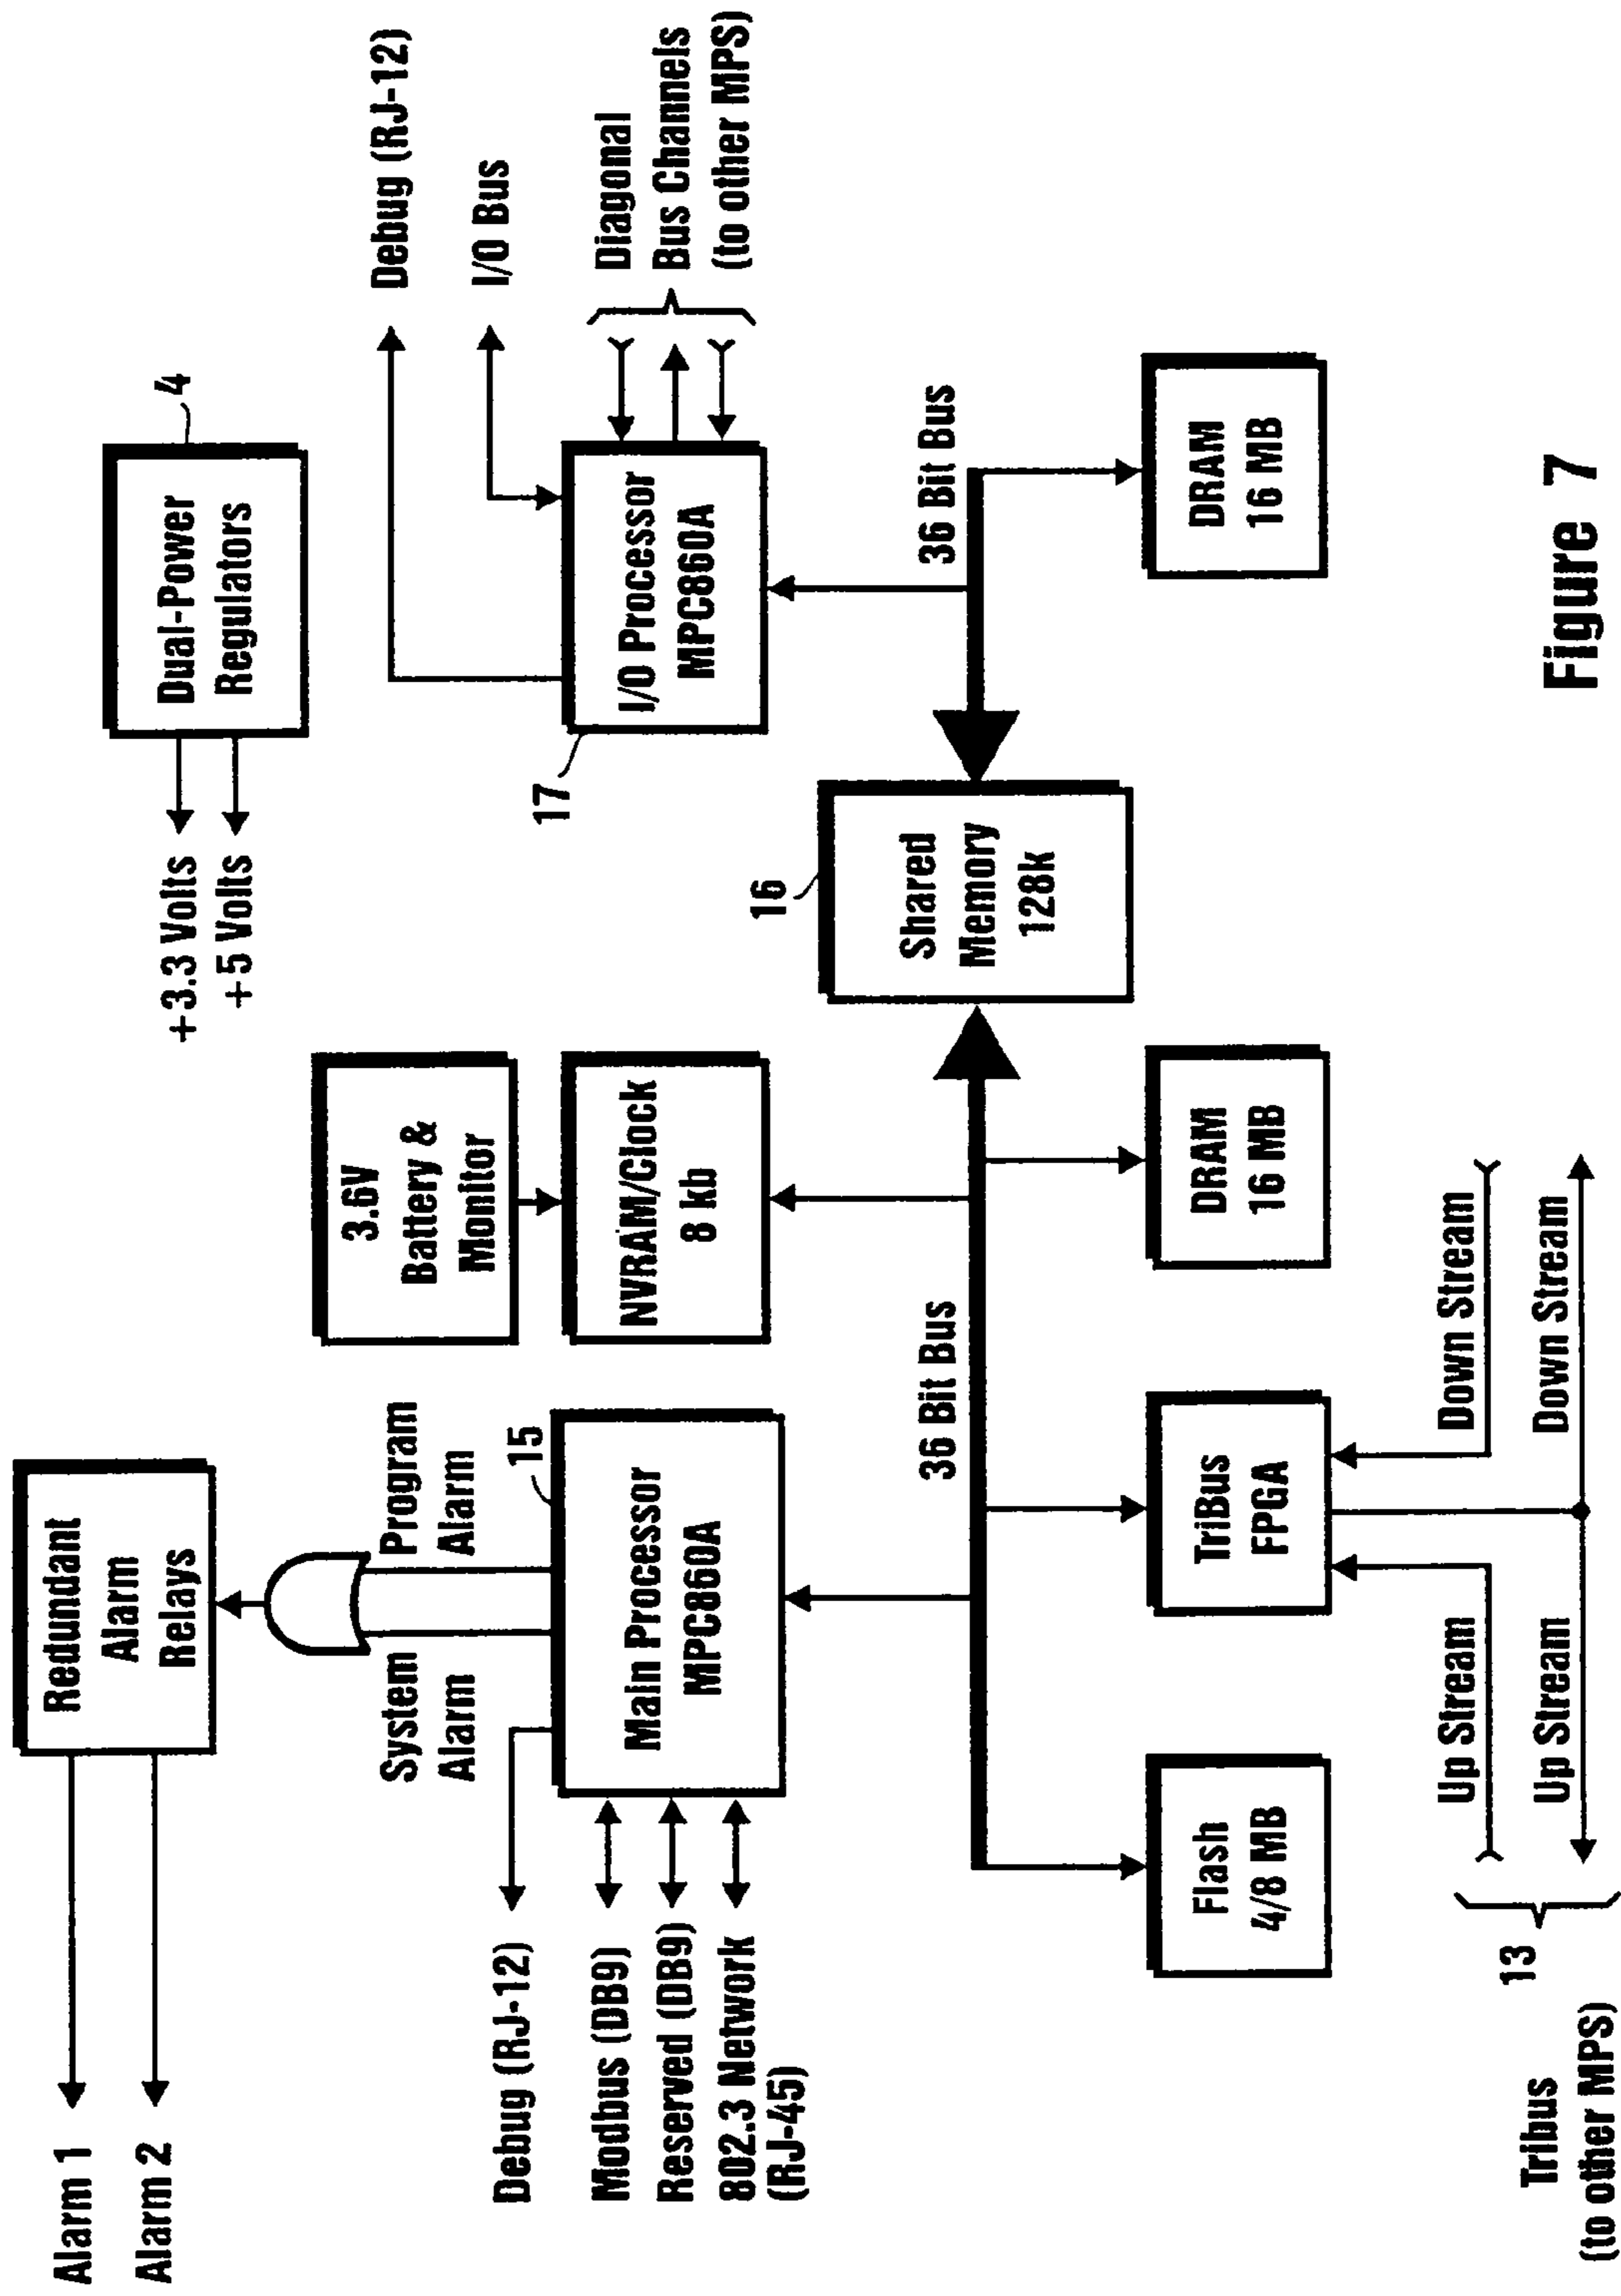 Alarm 1
Alarm 2
Redundant
Alarm
Relays
System
Alarm
Program
Alarm
15
Main Processor
MPC860A
Debug (RJ-12)
Modbus (DB9)
Reserved (DB9)
802.3 Network
(RJ-45)
3.6V
Battery &
Monitor
NVRAM/Clock
8 kb
+3.3 Volts
+5 Volts
Dual-Power
Regulators
4
Debug (RJ-12)
I/O Bus
17
I/O Processor
MPC860A
Diagonal
Bus Channels
(to other MPS)
36 Bit Bus
16
Shared
Memory
128k
36 Bit Bus
Flash
4/8 MB
TriBus
FPGA
DRAM
16 MB
DRAM
16 MB
Up Stream
Down Stream
Up Stream
Down Stream
13
Tribus
(to other MPS)
Figure 7